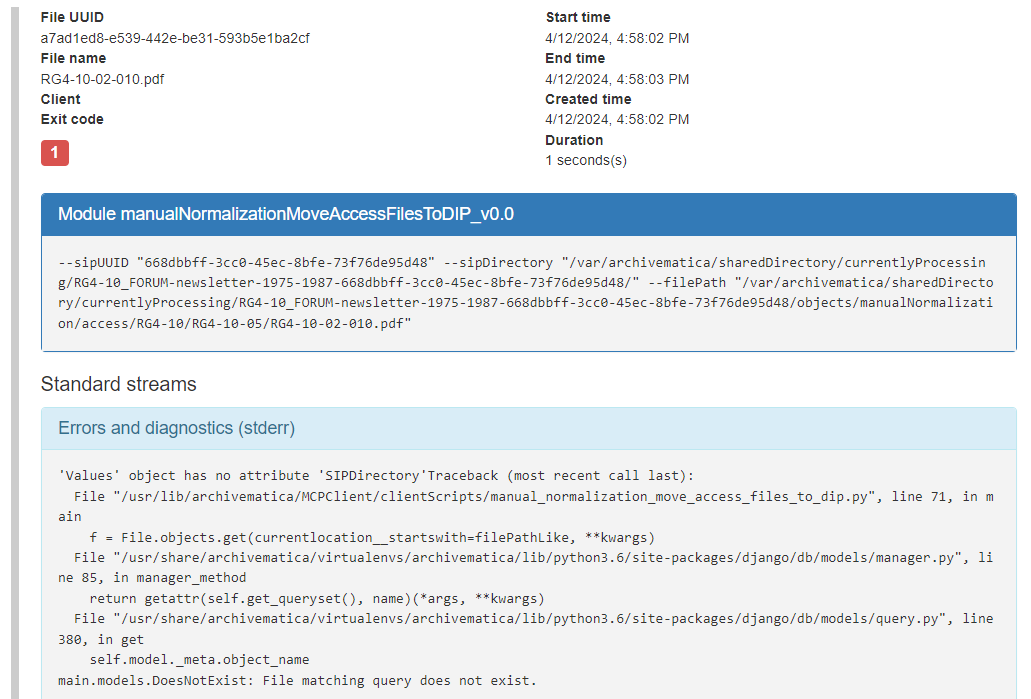 File UUID
a7ad1ed8-e539-442e-be31-593b5e1ba2cf
File name
RG4-10-02-010.pdf
Client
Exit code
1
Start time
4/12/2024, 4:58:02 PM
End time
4/12/2024, 4:58:03 PM
Created time
4/12/2024, 4:58:02 PM
Duration
1 seconds(s)
Module manualNormalizationMoveAccessFilesToDIP_v0.0
--sipUUID "668dbbff-3cc0-45ec-8bfe-73f76de95d48" --sipDirectory "/var/archivematica/sharedDirectory/currentlyProcessin
g/RG4-10_FORUM-newsletter-1975-1987-668dbbff-3cc0-45ec-8bfe-73f76de95d48/" --filePath "/var/archivematica/sharedDirecto
ry/currentlyProcessing/RG4-10_FORUM-newsletter-1975-1987-668dbbff-3cc0-45ec-8bfe-73f76de95d48/objects/manualNormalizati
on/access/RG4-10/RG4-10-05/RG4-10-02-010.pdf"
Standard streams
Errors and diagnostics (stderr)
'Values' object has no attribute 'SIPDirectory'Traceback (most recent call last):
File "/usr/lib/archivematica/MCPClient/clientScripts/manual_normalization_move_access_files_to_dip.py", line 71, in m
ain
f = File.objects.get(currentlocation__startswith=filePathLike, **kwargs)
File "/usr/share/archivematica/virtualenvs/archivematica/lib/python3.6/site-packages/django/db/models/manager.py", li
ne 85, in manager_method
return getattr(self.get_queryset(), name)(*args, **kwargs)
File "/usr/share/archivematica/virtualenvs/archivematica/lib/python3.6/site-packages/django/db/models/query.py", line
380, in get
self.model._meta.object_name
main.models.DoesNotExist: File matching query does not exist.